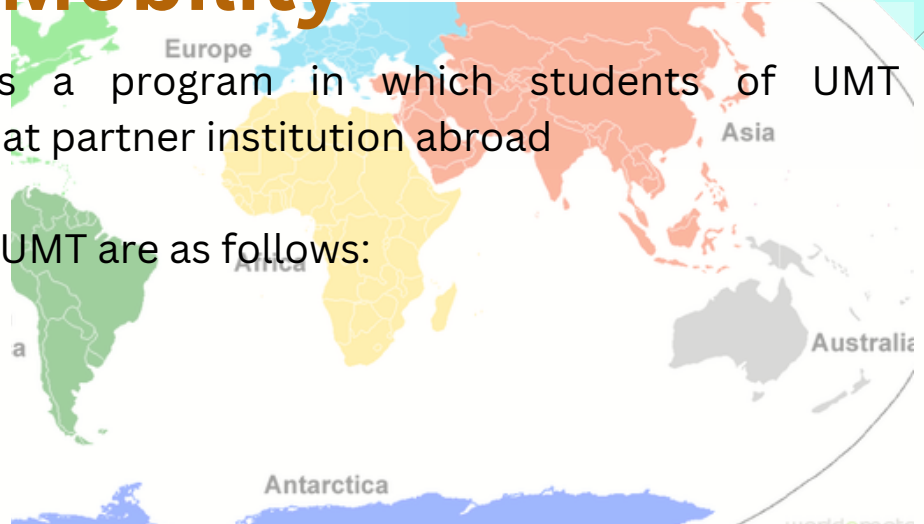 Mobility
Europe
s a program in which students of UMT
Asia
at partner institution abroad
UMT are as follows:
Africa
a
Australia
Antarctica